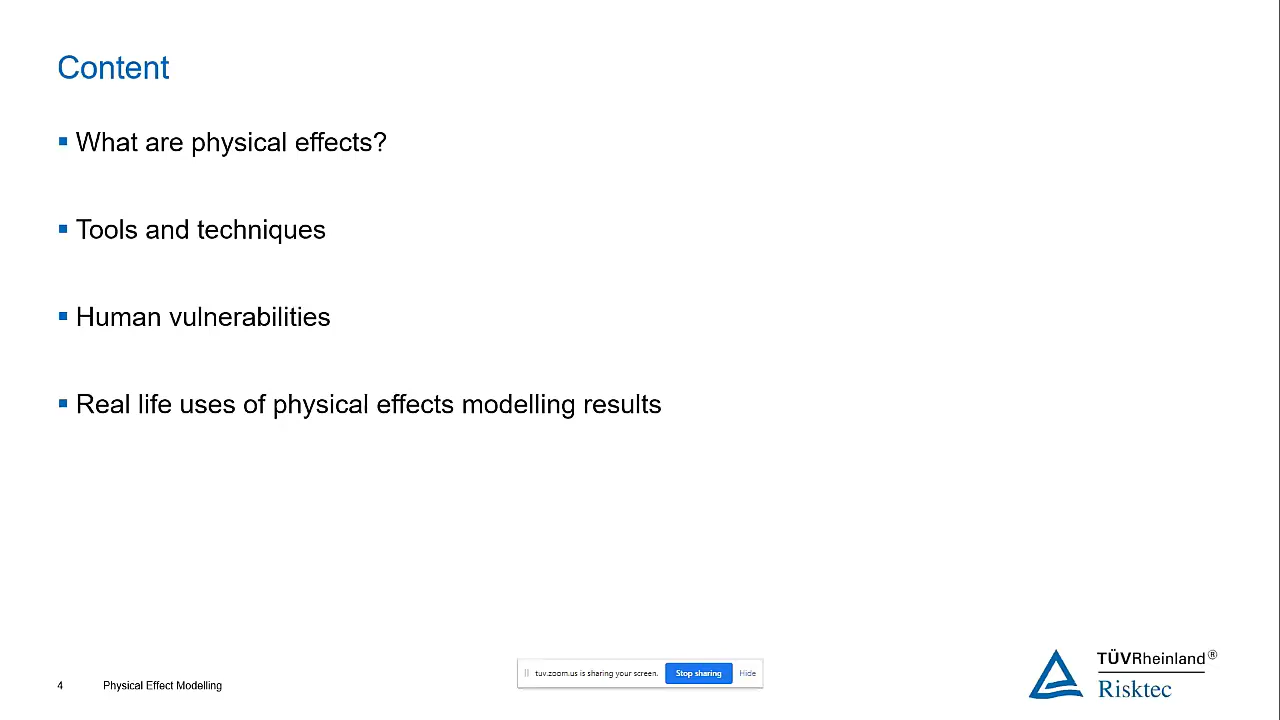 Content
▪ What are physical effects?
▪ Tools and techniques
▪ Human vulnerabilities
▪ Real life uses of physical effects modelling results
4 Physical Effect Modelling
tuv.zoom.us is sharing your screen. Stop sharing Hide
TÜVRheinland®
Risktec